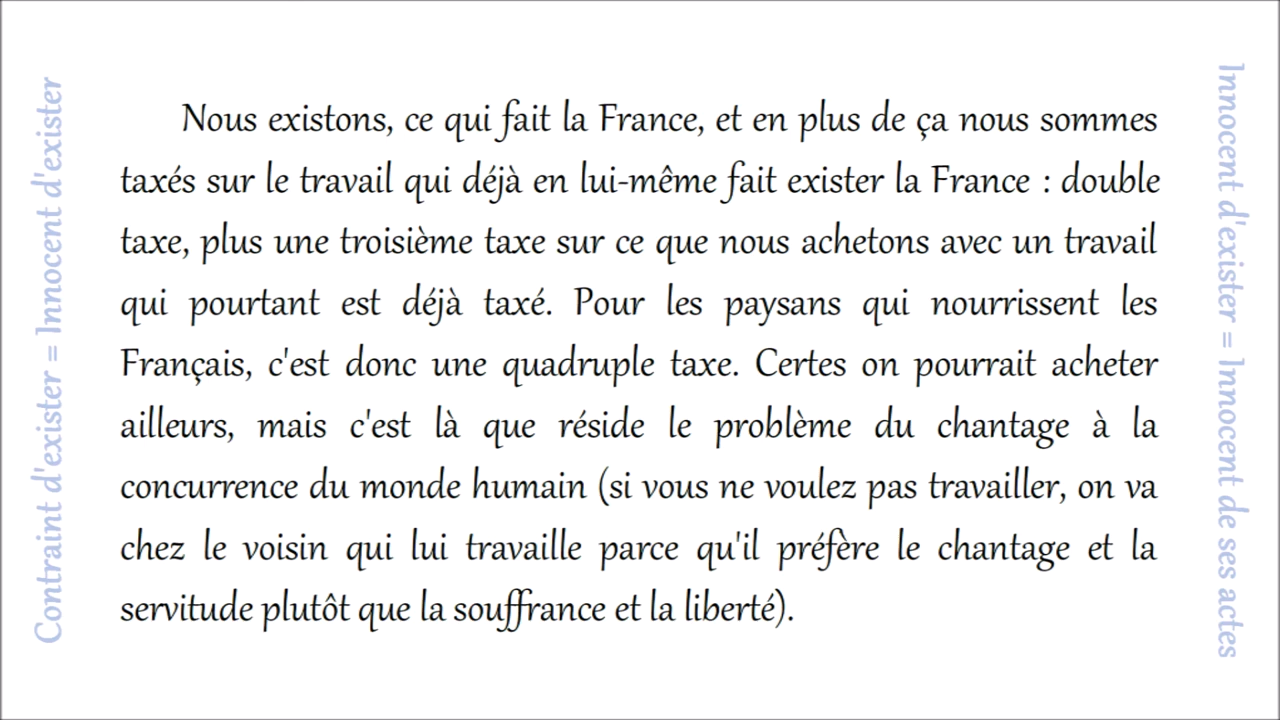 Contraint d'exister = Innocent d'exister
Nous existons, ce qui fait la France, et en plus de ça nous sommes
taxés sur le travail qui déjà en lui-même fait exister la France : double
taxe, plus une troisième taxe sur ce que nous achetons avec un travail
qui pourtant est déjà taxé. Pour les paysans qui nourrissent les
Français, c'est donc une quadruple taxe. Certes on pourrait acheter
ailleurs, mais c'est là que réside le problème du chantage à la
concurrence du monde humain (si vous ne voulez pas travailler, on va
chez le voisin qui lui travaille parce qu'il préfère le chantage et la
servitude plutôt que la souffrance et la liberté).
Innocent d'exister = Innocent de ses actes